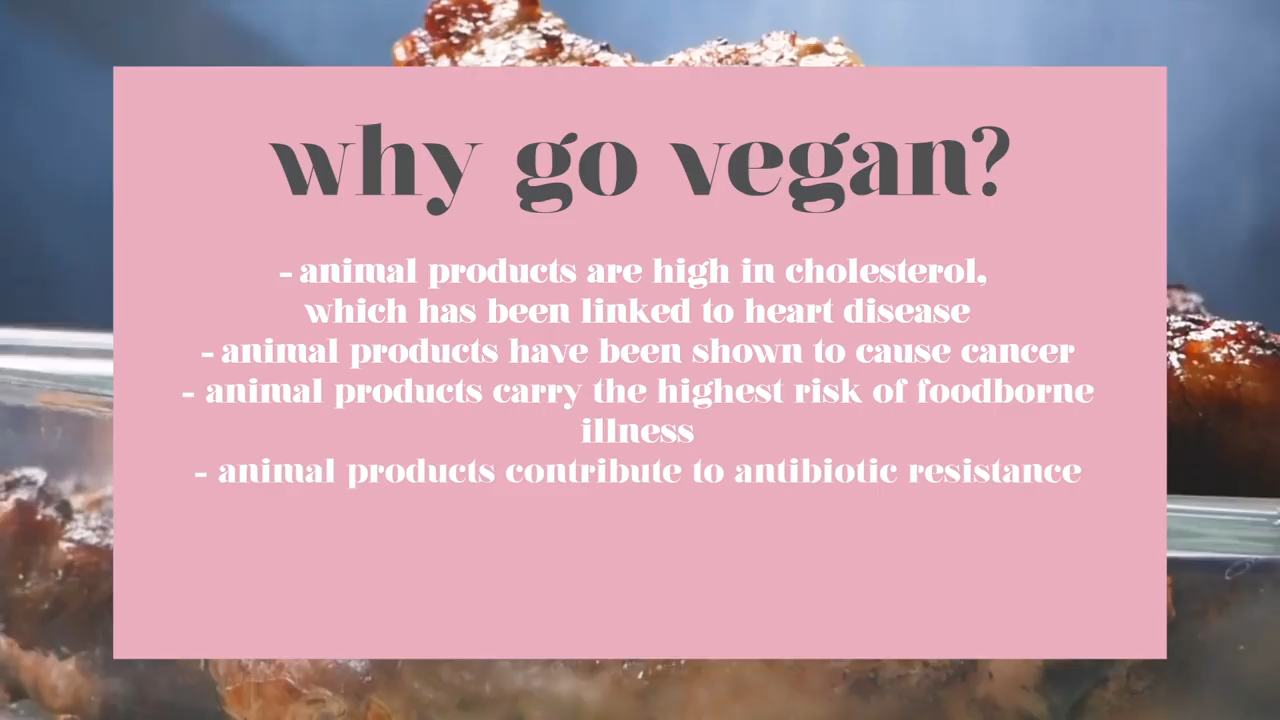 why go vegan?
- animal products are high in cholesterol,
which has been linked to heart disease
- animal products have been shown to cause cancer
- animal products carry the highest risk of foodborne
illness
- animal products contribute to antibiotic resistance